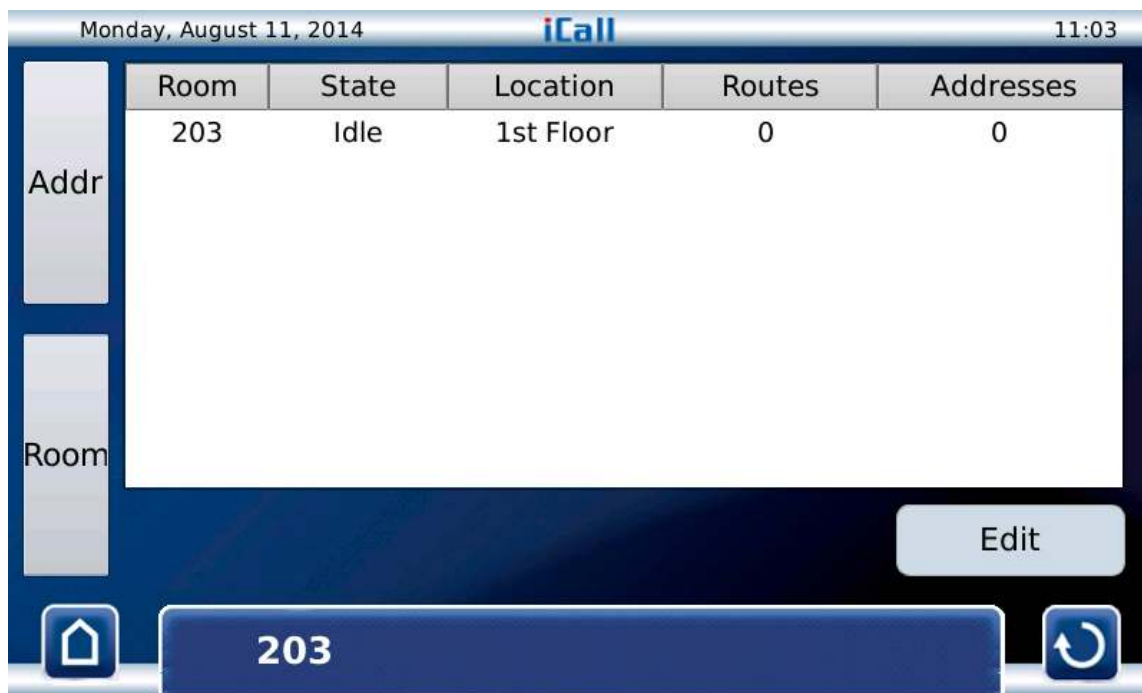 Monday, August 11, 2014 iCall 11:03
Room State Location Routes Addresses
203 Idle 1st Floor 0 0
Addr
Room
Edit
203